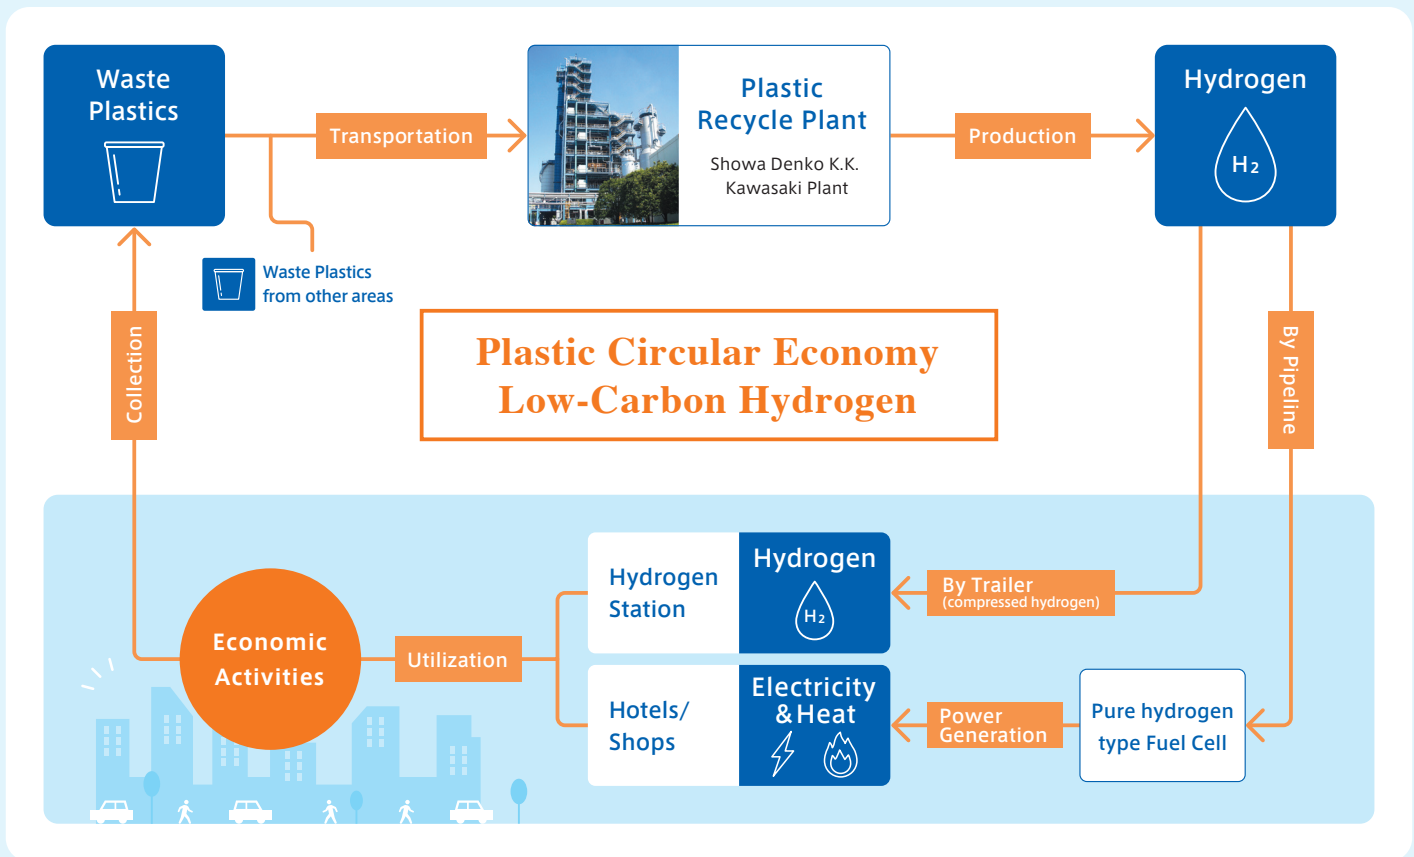 Waste
Plastics
Transportation
Plastic
Recycle Plant
Showa Denko K.K.
Kawasaki Plant
Production
Hydrogen
H₂
Waste Plastics
from other areas
Collection
Plastic Circular Economy
Low-Carbon Hydrogen
By Pipeline
Hydrogen
Station
Hydrogen
H₂
By Trailer
(compressed hydrogen)
Economic
Activities
Utilization
Hotels/
Shops
Electricity
& Heat
Power
Generation
Pure hydrogen
type Fuel Cell